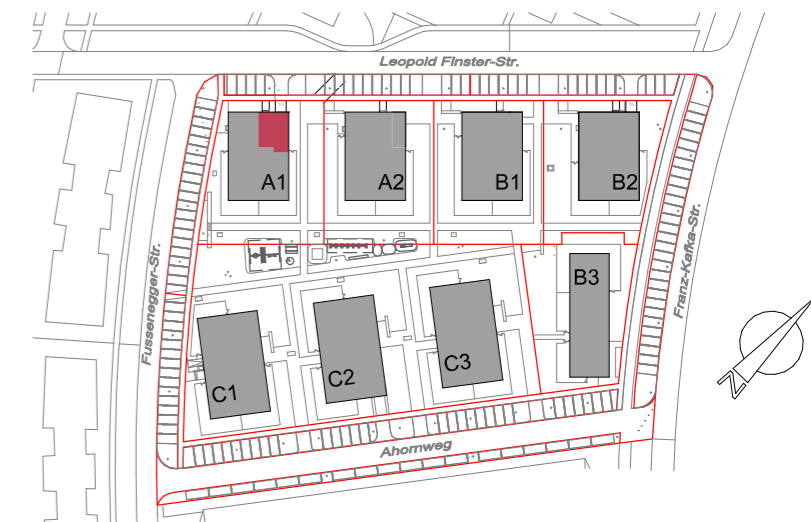 Leopold Finster-Str.
A1
A2
B1
B2
Fussenegger-Str.
Franz-Kafka-Str.
B3
C1
C2
C3
N
Ahornweg